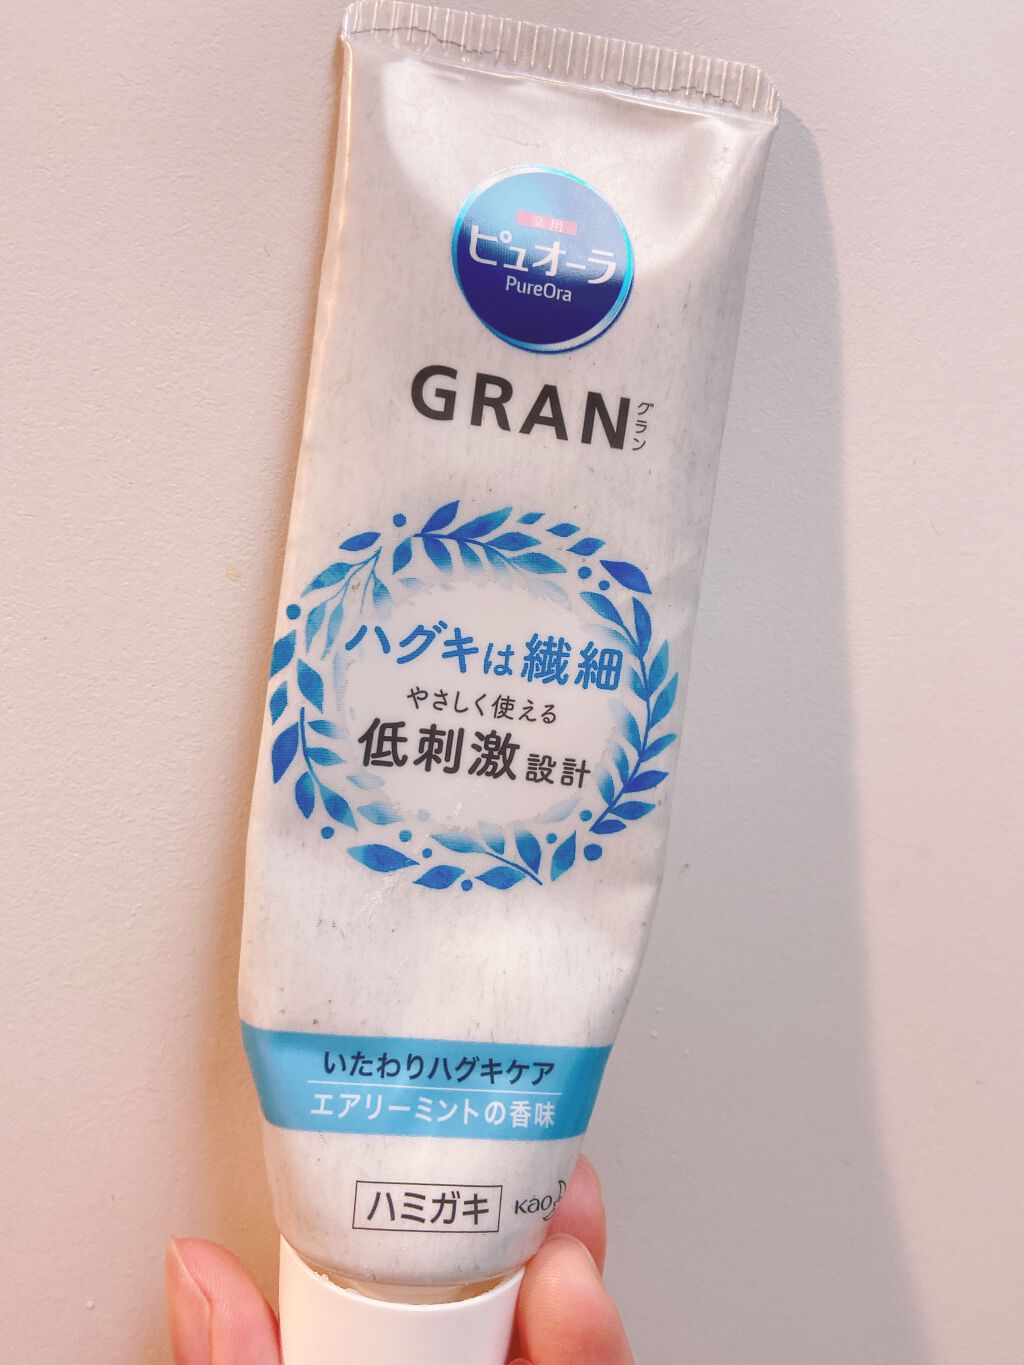 薬用
ピュオーラ
PureOra
GRAN
グラン
ハグキは繊細
やさしく使える
低刺激設計
いたわりハグキケア
エアリーミントの香味
ハミガキ
Kao